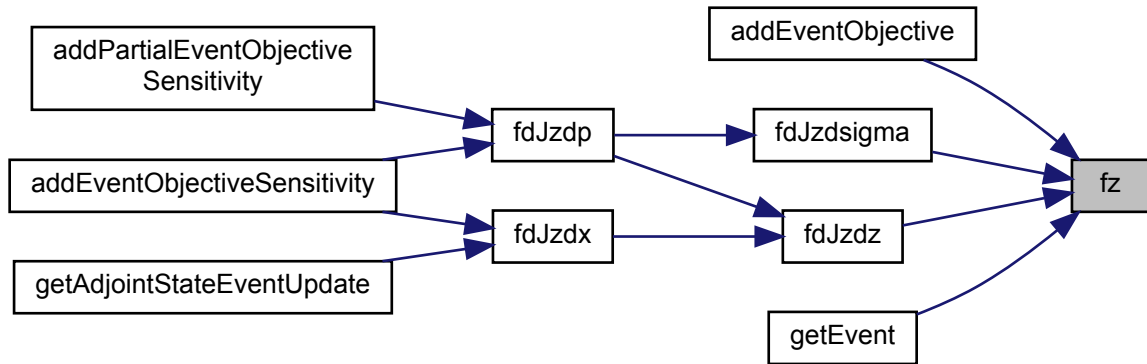 addPartialEventObjective
Sensitivity
addEventObjectiveSensitivity
getAdjointStateEventUpdate
fdJzdp
fdJzdx
addEventObjective
fdJzdsigma
fdJzdz
getEvent
fz